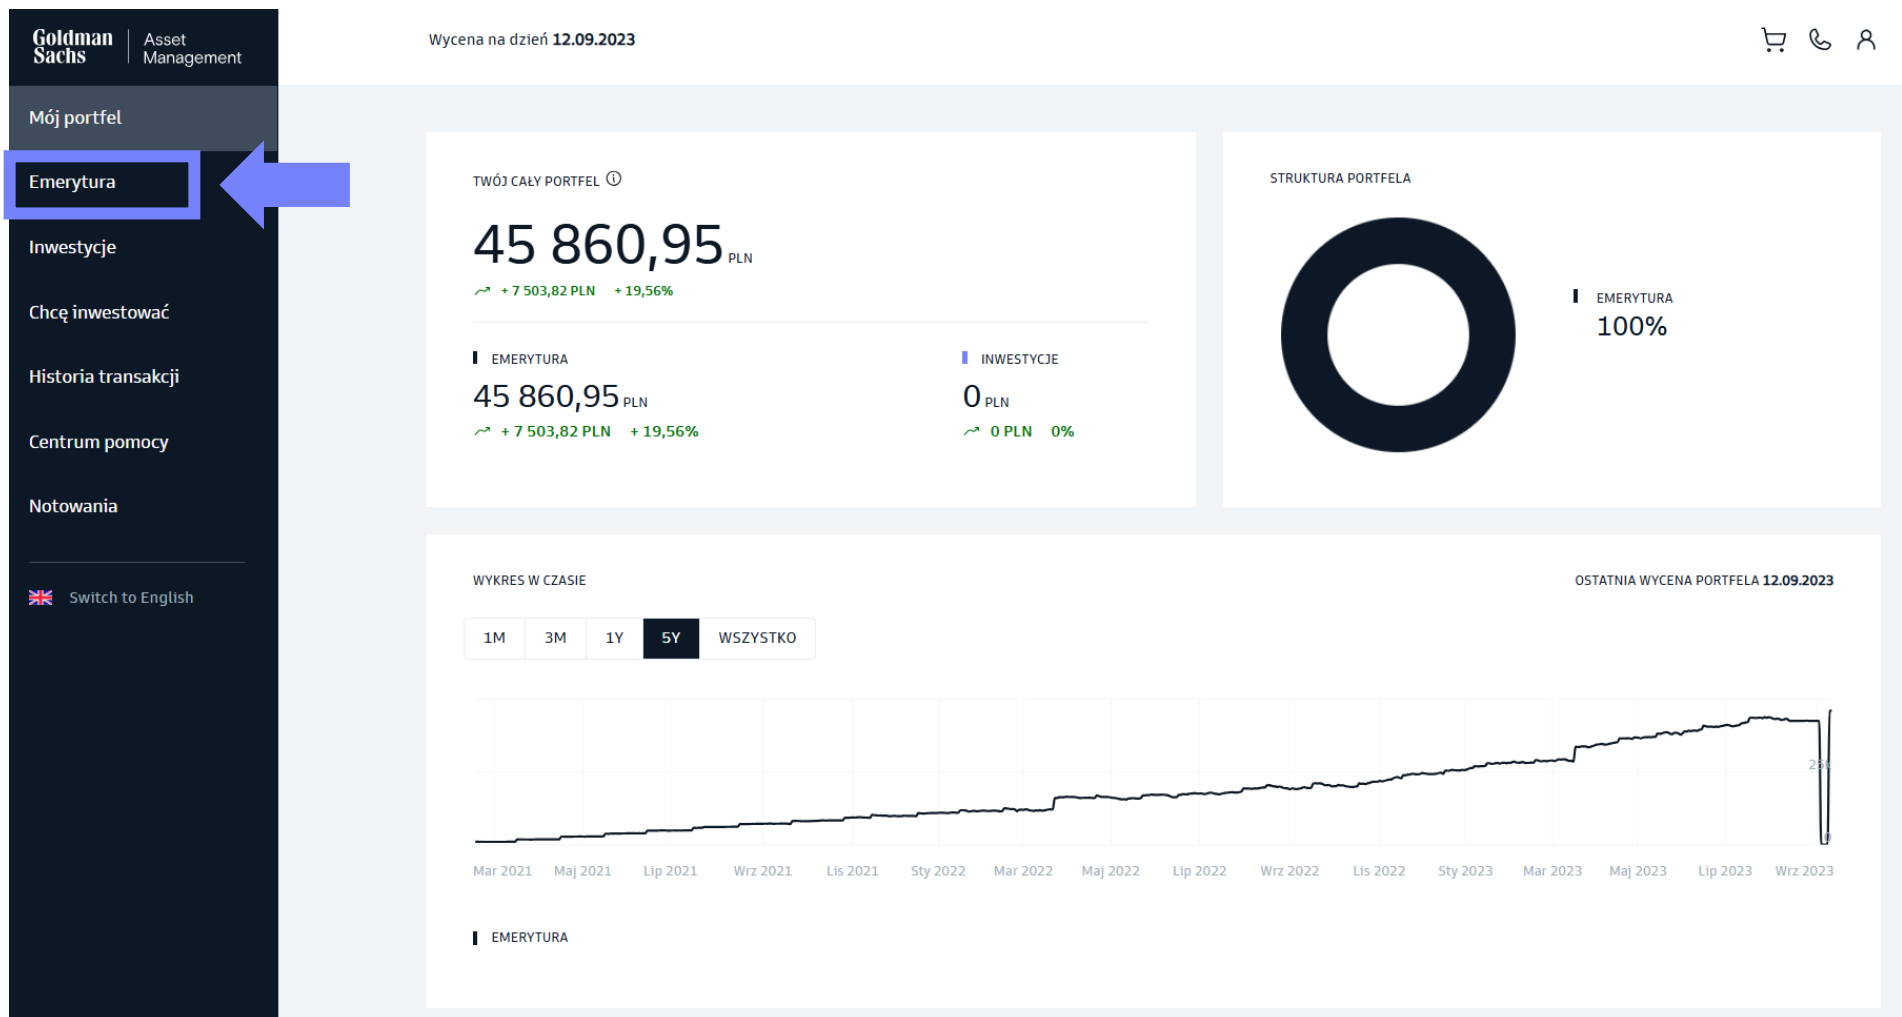 Goldman
Sachs
Asset
Management
Wycena na dzień 12.09.2023
Mój portfel
Emerytura
Inwestycje
Chcę inwestować
Historia transakcji
Centrum pomocy
Notowania
Switch to English
TWÓJ CAŁY PORTFEL
45 860,95 PLN
+ 7 503,82 PLN + 19,56%
EMERYTURA
45 860,95 PLN
+ 7 503,82 PLN + 19,56%
INWESTYCJE
0 PLN
0 PLN 0%
STRUKTURA PORTFELA
EMERYTURA
100%
WYKRES W CZASIE
OSTATNIA WYCENA PORTFELA 12.09.2023
1M 3M 1Y 5Y WSZYSTKO
25k
0
Mar 2021 Maj 2021 Lip 2021 Wrz 2021 Lis 2021 Sty 2022 Mar 2022 Maj 2022 Lip 2022 Wrz 2022 Lis 2022 Sty 2023 Mar 2023 Maj 2023 Lip 2023 Wrz 2023
EMERYTURA